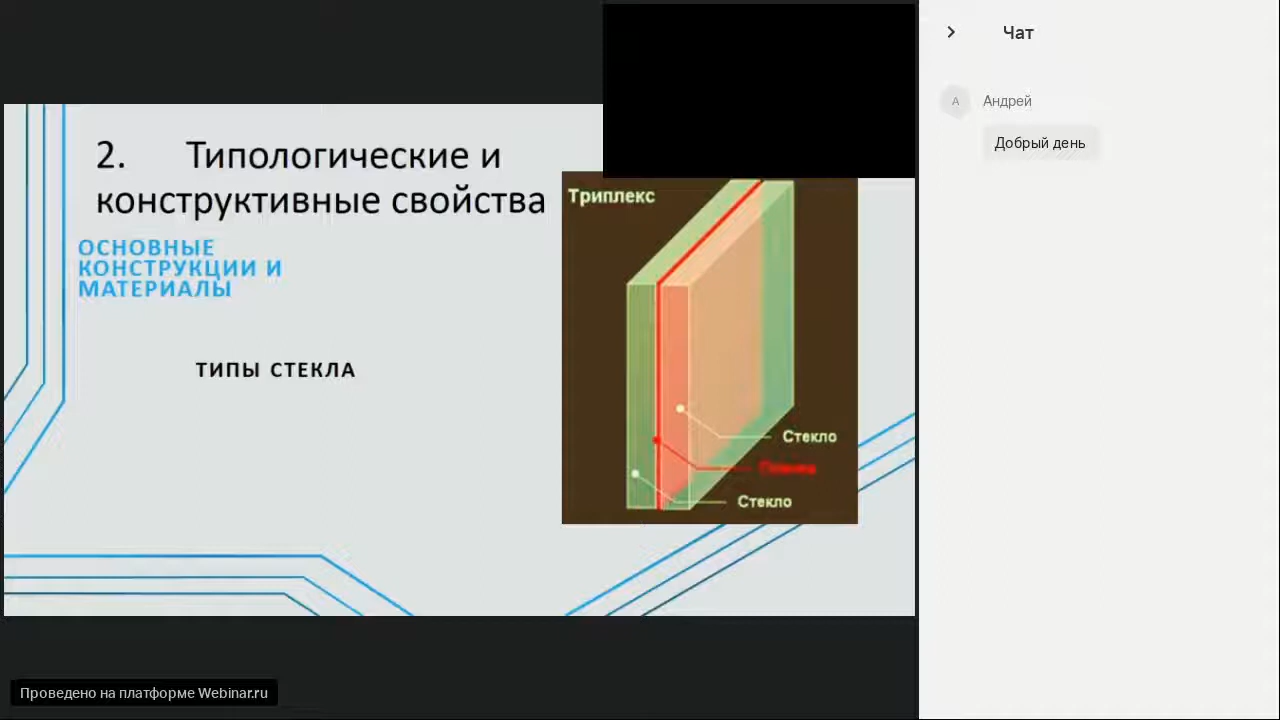 2. Типологические и
конструктивные свойства
ОСНОВНЫЕ
КОНСТРУКЦИИ И
МАТЕРИАЛЫ
ТИПЫ СТЕКЛА
Триплекс
Стекло
Стекло
Проведено на платформе Webinar.ru
Чат
А
Андрей
Добрый день